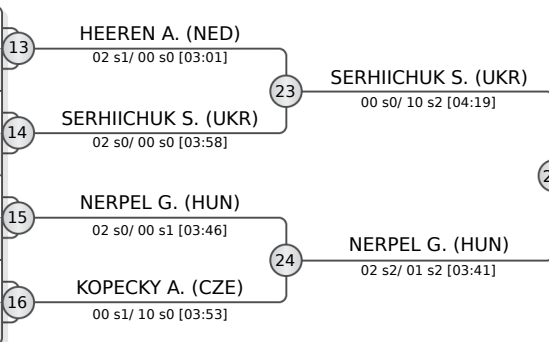 13
HEEREN A. (NED)
02 s1/ 00 s0 [03:01]
23
SERHIICHUK S. (UKR)
00 s0/ 10 s2 [04:19]
14
SERHIICHUK S. (UKR)
02 s0/ 00 s0 [03:58]
15
NERPEL G. (HUN)
02 s0/ 00 s1 [03:46]
24
NERPEL G. (HUN)
02 s2/ 01 s2 [03:41]
16
KOPECKY A. (CZE)
00 s1/ 10 s0 [03:53]